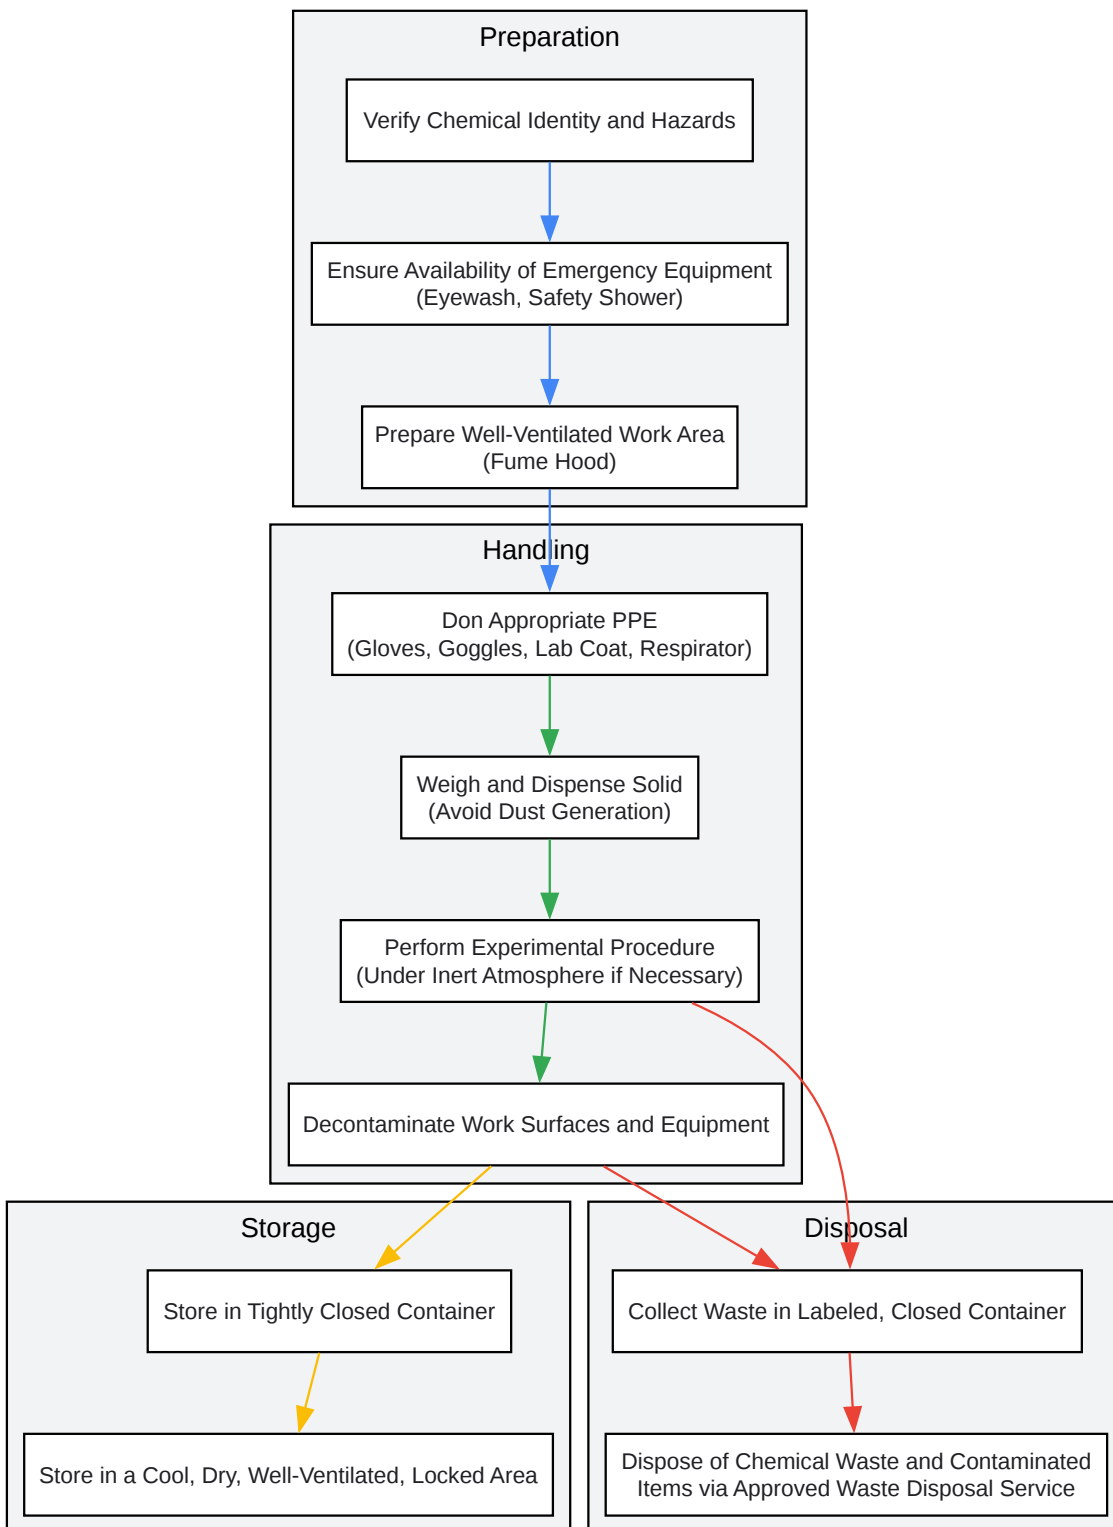 Preparation
Verify Chemical Identity and Hazards
Ensure Availability of Emergency Equipment
(Eyewash, Safety Shower)
Prepare Well-Ventilated Work Area
(Fume Hood)
Handling
Don Appropriate PPE
(Gloves, Goggles, Lab Coat, Respirator)
Weigh and Dispense Solid
(Avoid Dust Generation)
Perform Experimental Procedure
(Under Inert Atmosphere if Necessary)
Decontaminate Work Surfaces and Equipment
Storage
Store in Tightly Closed Container
Store in a Cool, Dry, Well-Ventilated, Locked Area
Disposal
Collect Waste in Labeled, Closed Container
Dispose of Chemical Waste and Contaminated
Items via Approved Waste Disposal Service